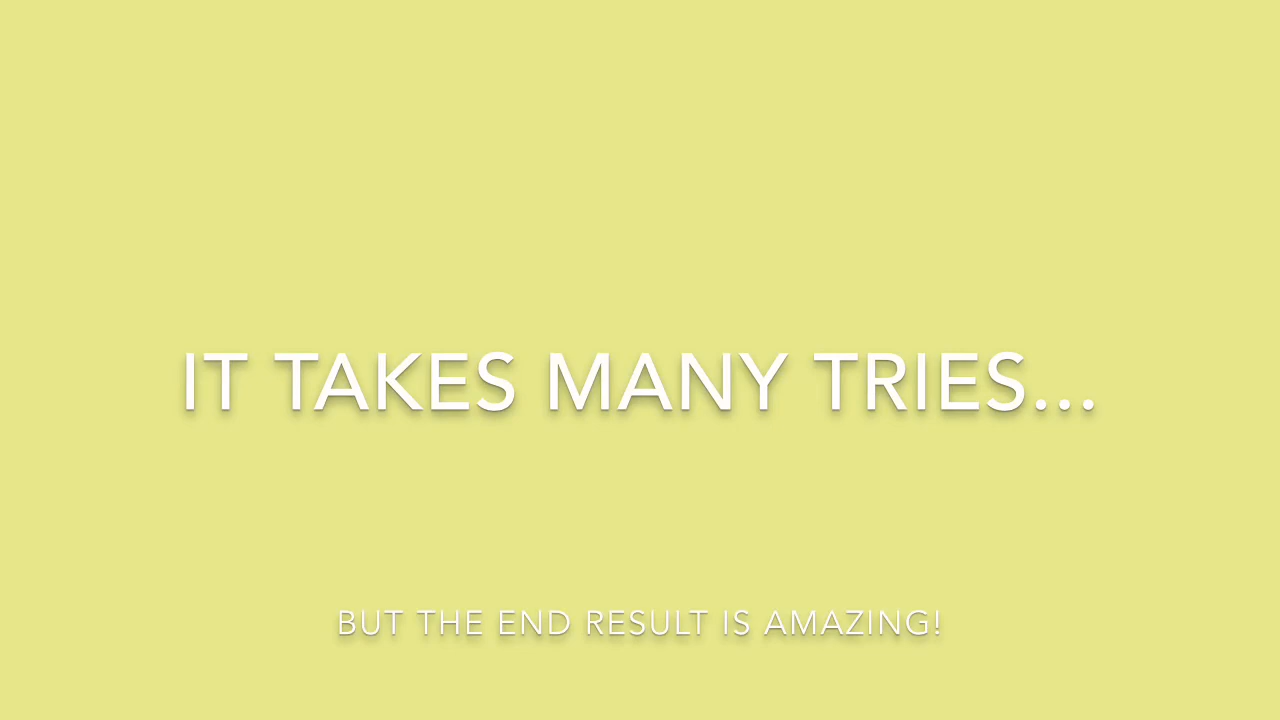 IT TAKES MANY TRIES...
BUT THE END RESULT IS AMAZING!